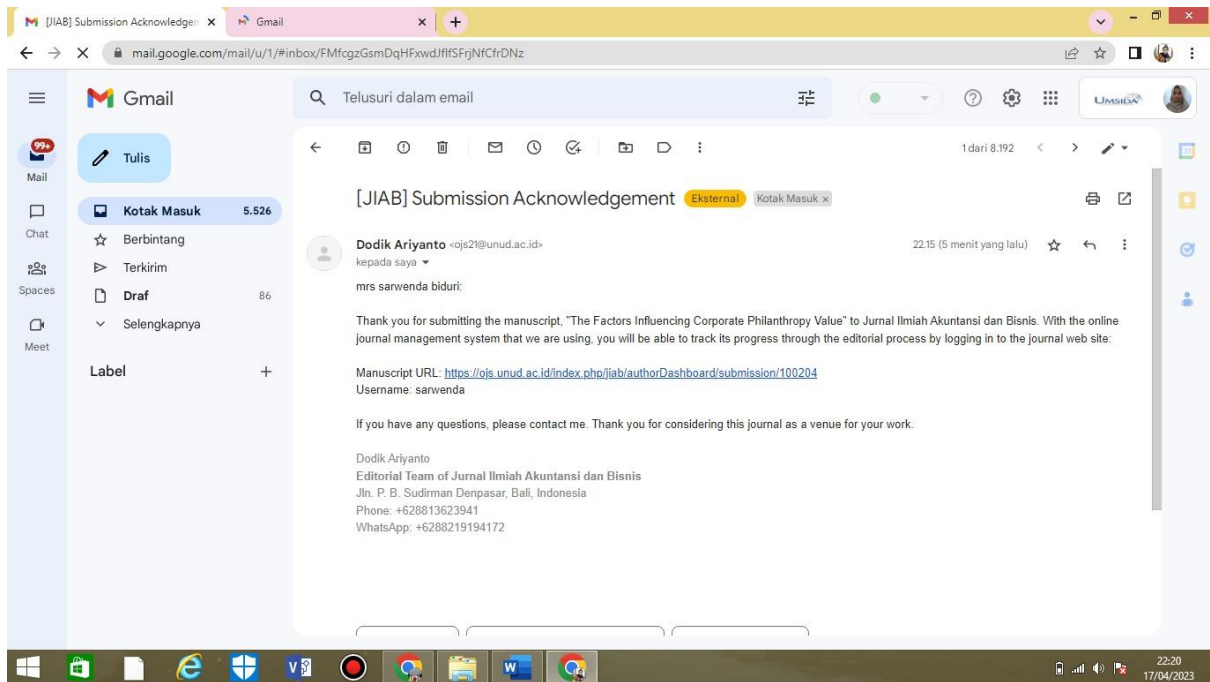 [JIAB] Submission Acknowledgen
Gmail
mail.google.com/mail/u/1/#inbox/FMfcgzGsmDqHFxwdJfIfSFrjNfCfrDNz
Gmail
Telusuri dalam email
UMSIDA
99+
Mail
Chat
Spaces
Meet
Tulis
Kotak Masuk 5.526
Berbintang
Terkirim
Draf 86
Selengkapnya
Label
1 dari 8.192
31
[JIAB] Submission Acknowledgement Eksternal Kotak Masuk x
Dodik Ariyanto <ojs21@unud.ac.id> 22.15 (5 menit yang lalu)
kepada saya
mrs sarwenda biduri:
Thank you for submitting the manuscript, "The Factors Influencing Corporate Philanthropy Value" to Jurnal Ilmiah Akuntansi dan Bisnis. With the online
journal management system that we are using, you will be able to track its progress through the editorial process by logging in to the journal web site:
Manuscript URL: https://ojs.unud.ac.id/index.php/jiab/authorDashboard/submission/100204
Username: sarwenda
If you have any questions, please contact me. Thank you for considering this journal as a venue for your work.
Dodik Ariyanto
Editorial Team of Jurnal Ilmiah Akuntansi dan Bisnis
Jln. P. B. Sudirman Denpasar, Bali, Indonesia
Phone: +628813623941
WhatsApp: +6288219194172
22:20
17/04/2023